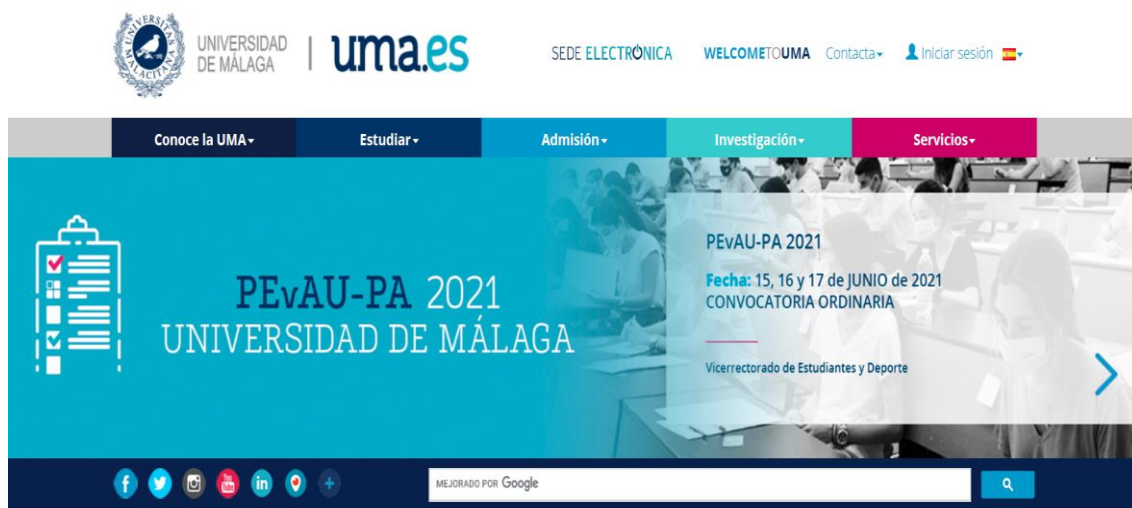 UNIVERSITAS
MALACITANA
UNIVERSIDAD
DE MÁLAGA
uma.es
SEDE ELECTRÓNICA
WELCOMETOUMA
Contacta
Iniciar sesión
Conoce la UMA
Estudiar
Admisión
Investigación
Servicios
PEvAU-PA 2021
UNIVERSIDAD DE MÁLAGA
PEvAU-PA 2021
Fecha: 15, 16 y 17 de JUNIO de 2021
CONVOCATORIA ORDINARIA
Vicerrectorado de Estudiantes y Deporte
MEJORADO POR Google